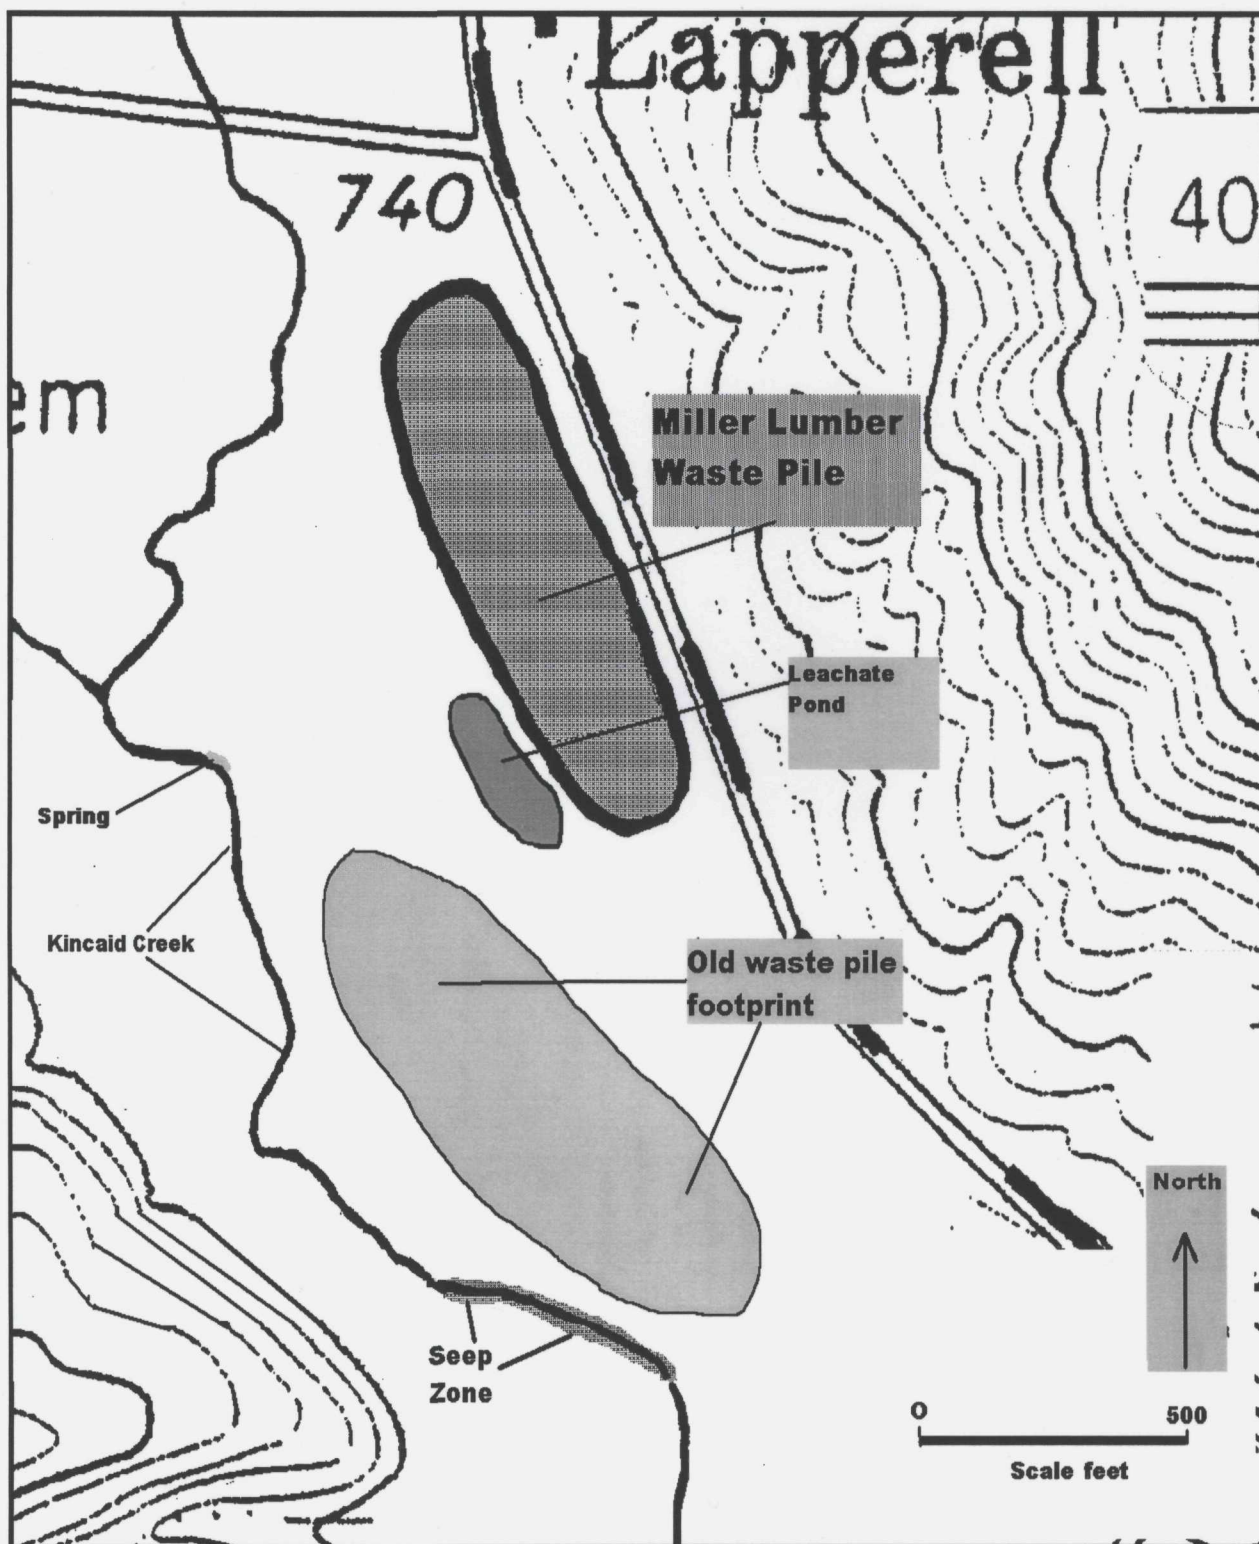 Lapperell
740
40
em
Miller Lumber
Waste Pile
Leachate
Pond
Spring
Kincaid Creek
Old waste pile
footprint
North
Seep
Zone
0 500
Scale feet